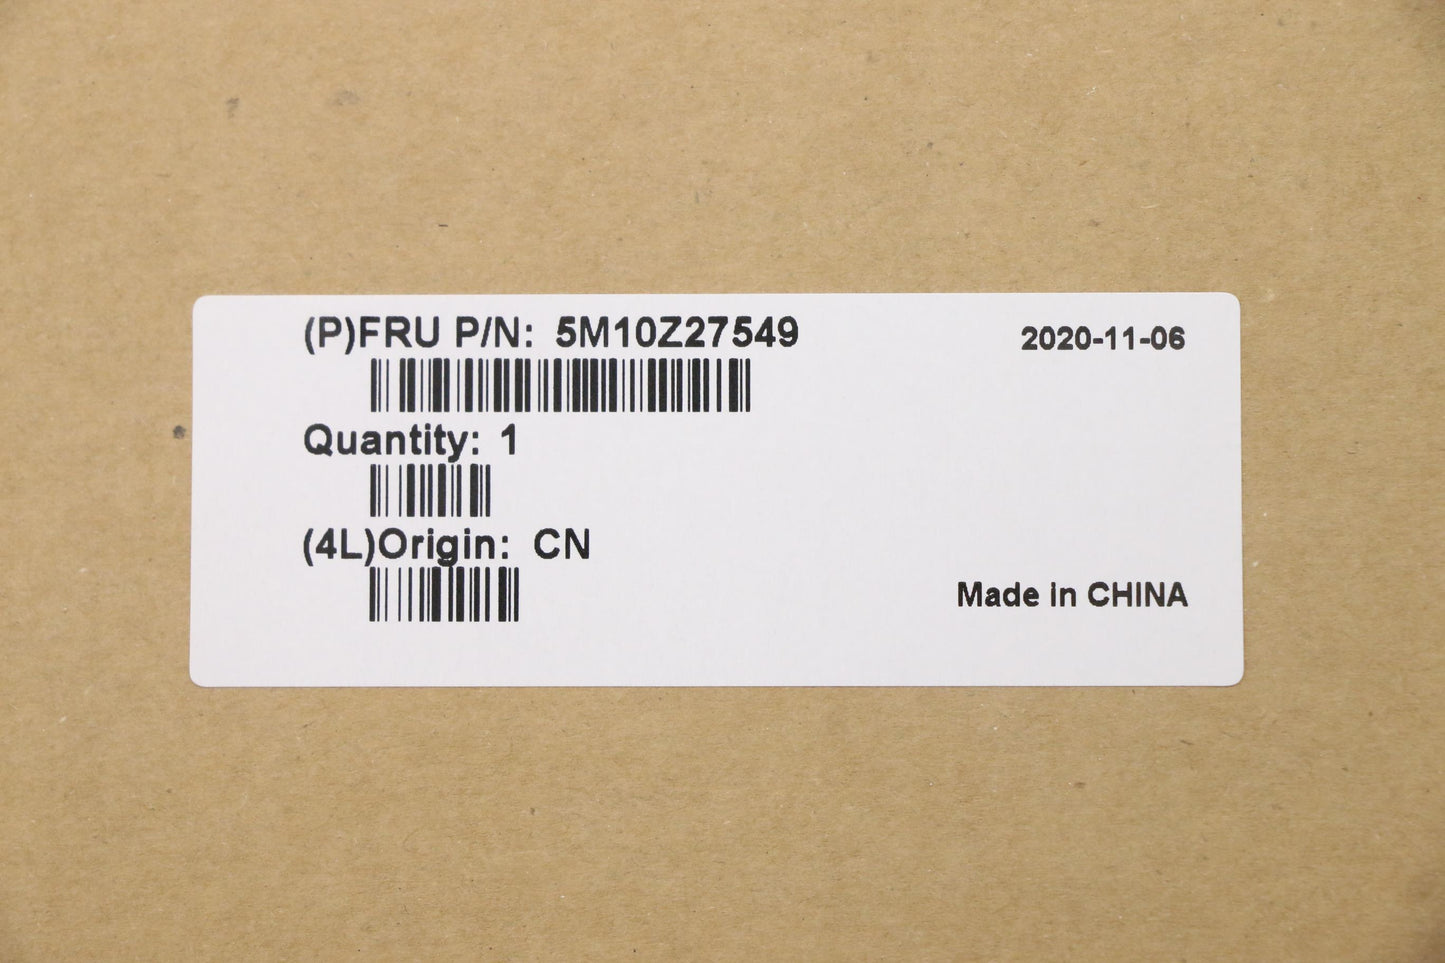 (P)FRU P/N: 5M10Z27549
2020-11-06
Quantity: 1
(4L)Origin: CN
Made in CHINA